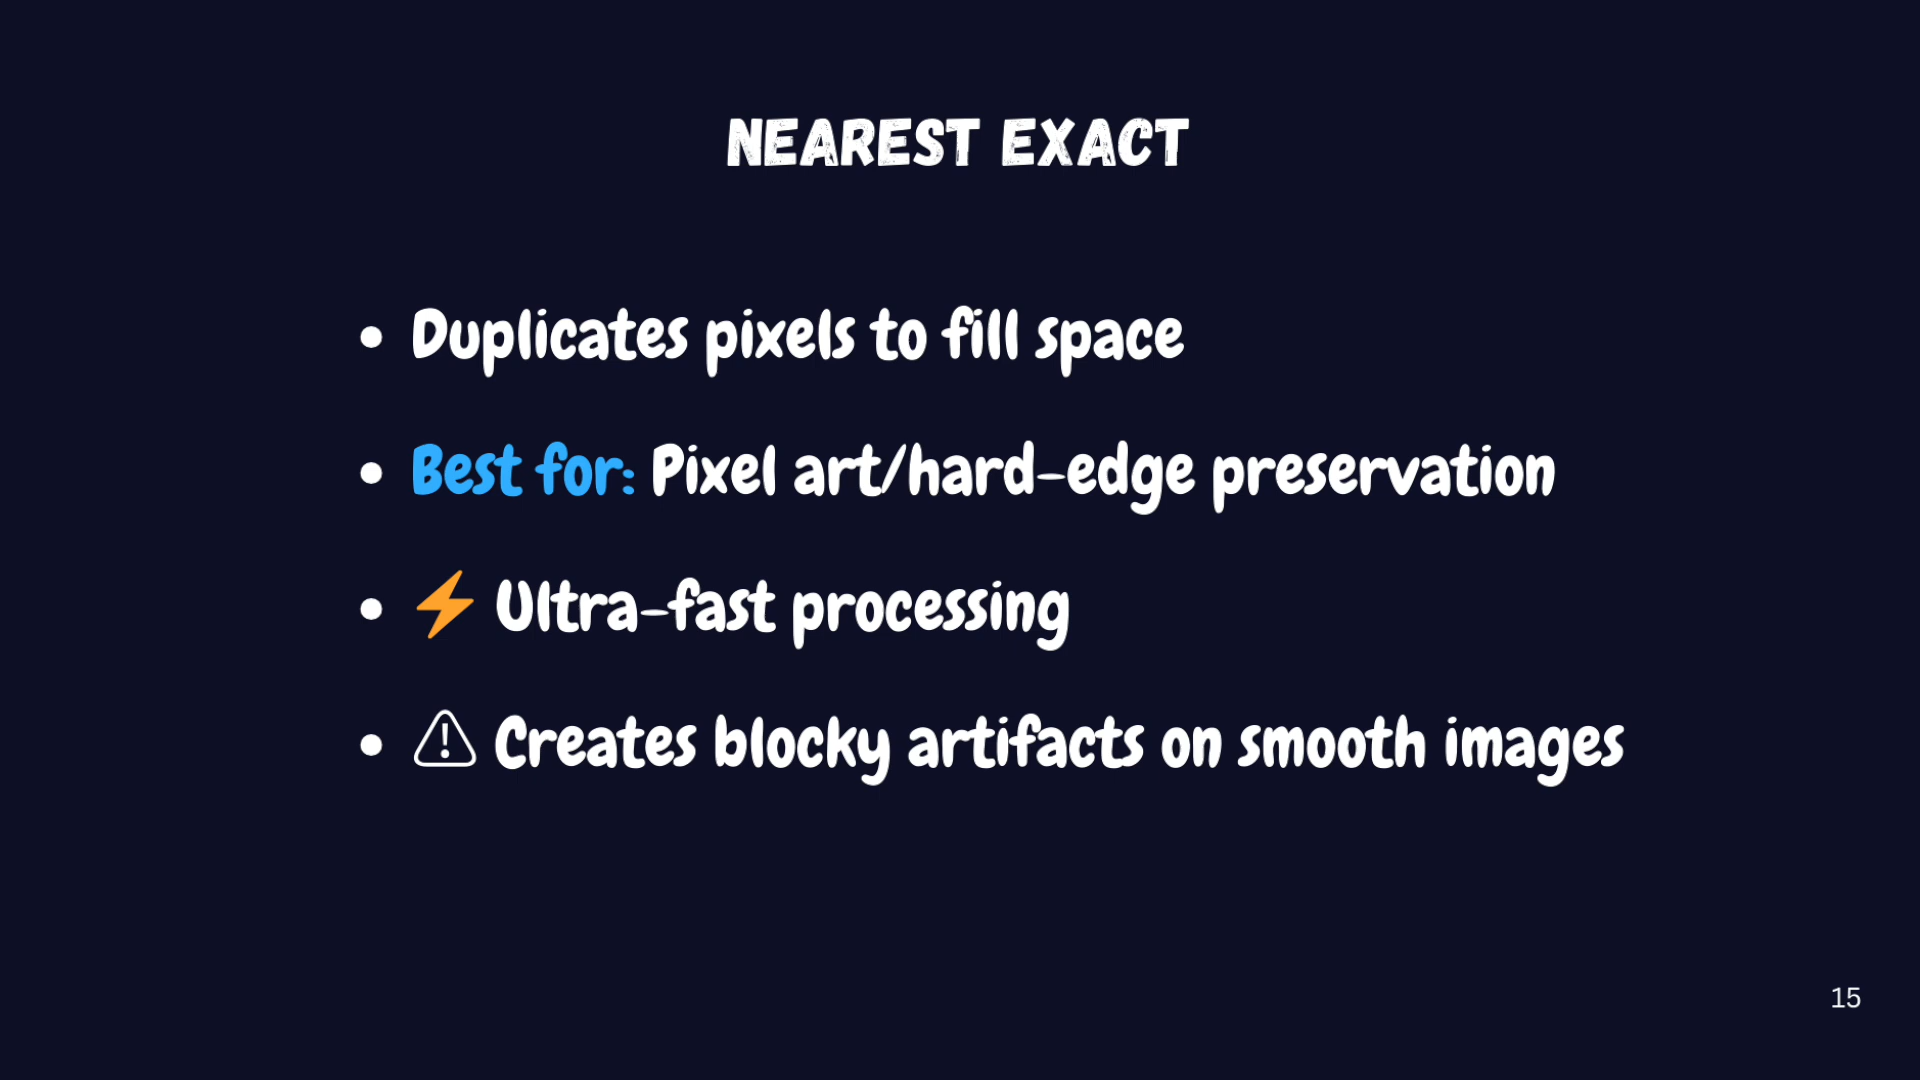 NEAREST EXACT
• Duplicates pixels to fill space
• Best for: Pixel art/hard-edge preservation
• ⚡ Ultra-fast processing
• ⚠ Creates blocky artifacts on smooth images
15